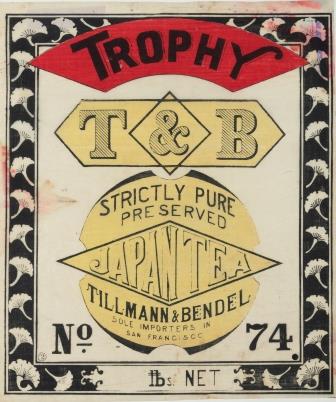 TROPHY
T & B
STRICTLY PURE
PRESERVED
JAPAN TEA
TILLMANN & BENDEL
SOLE IMPORTERS IN
SAN FRANCISCO
No 74.
lbs. NET